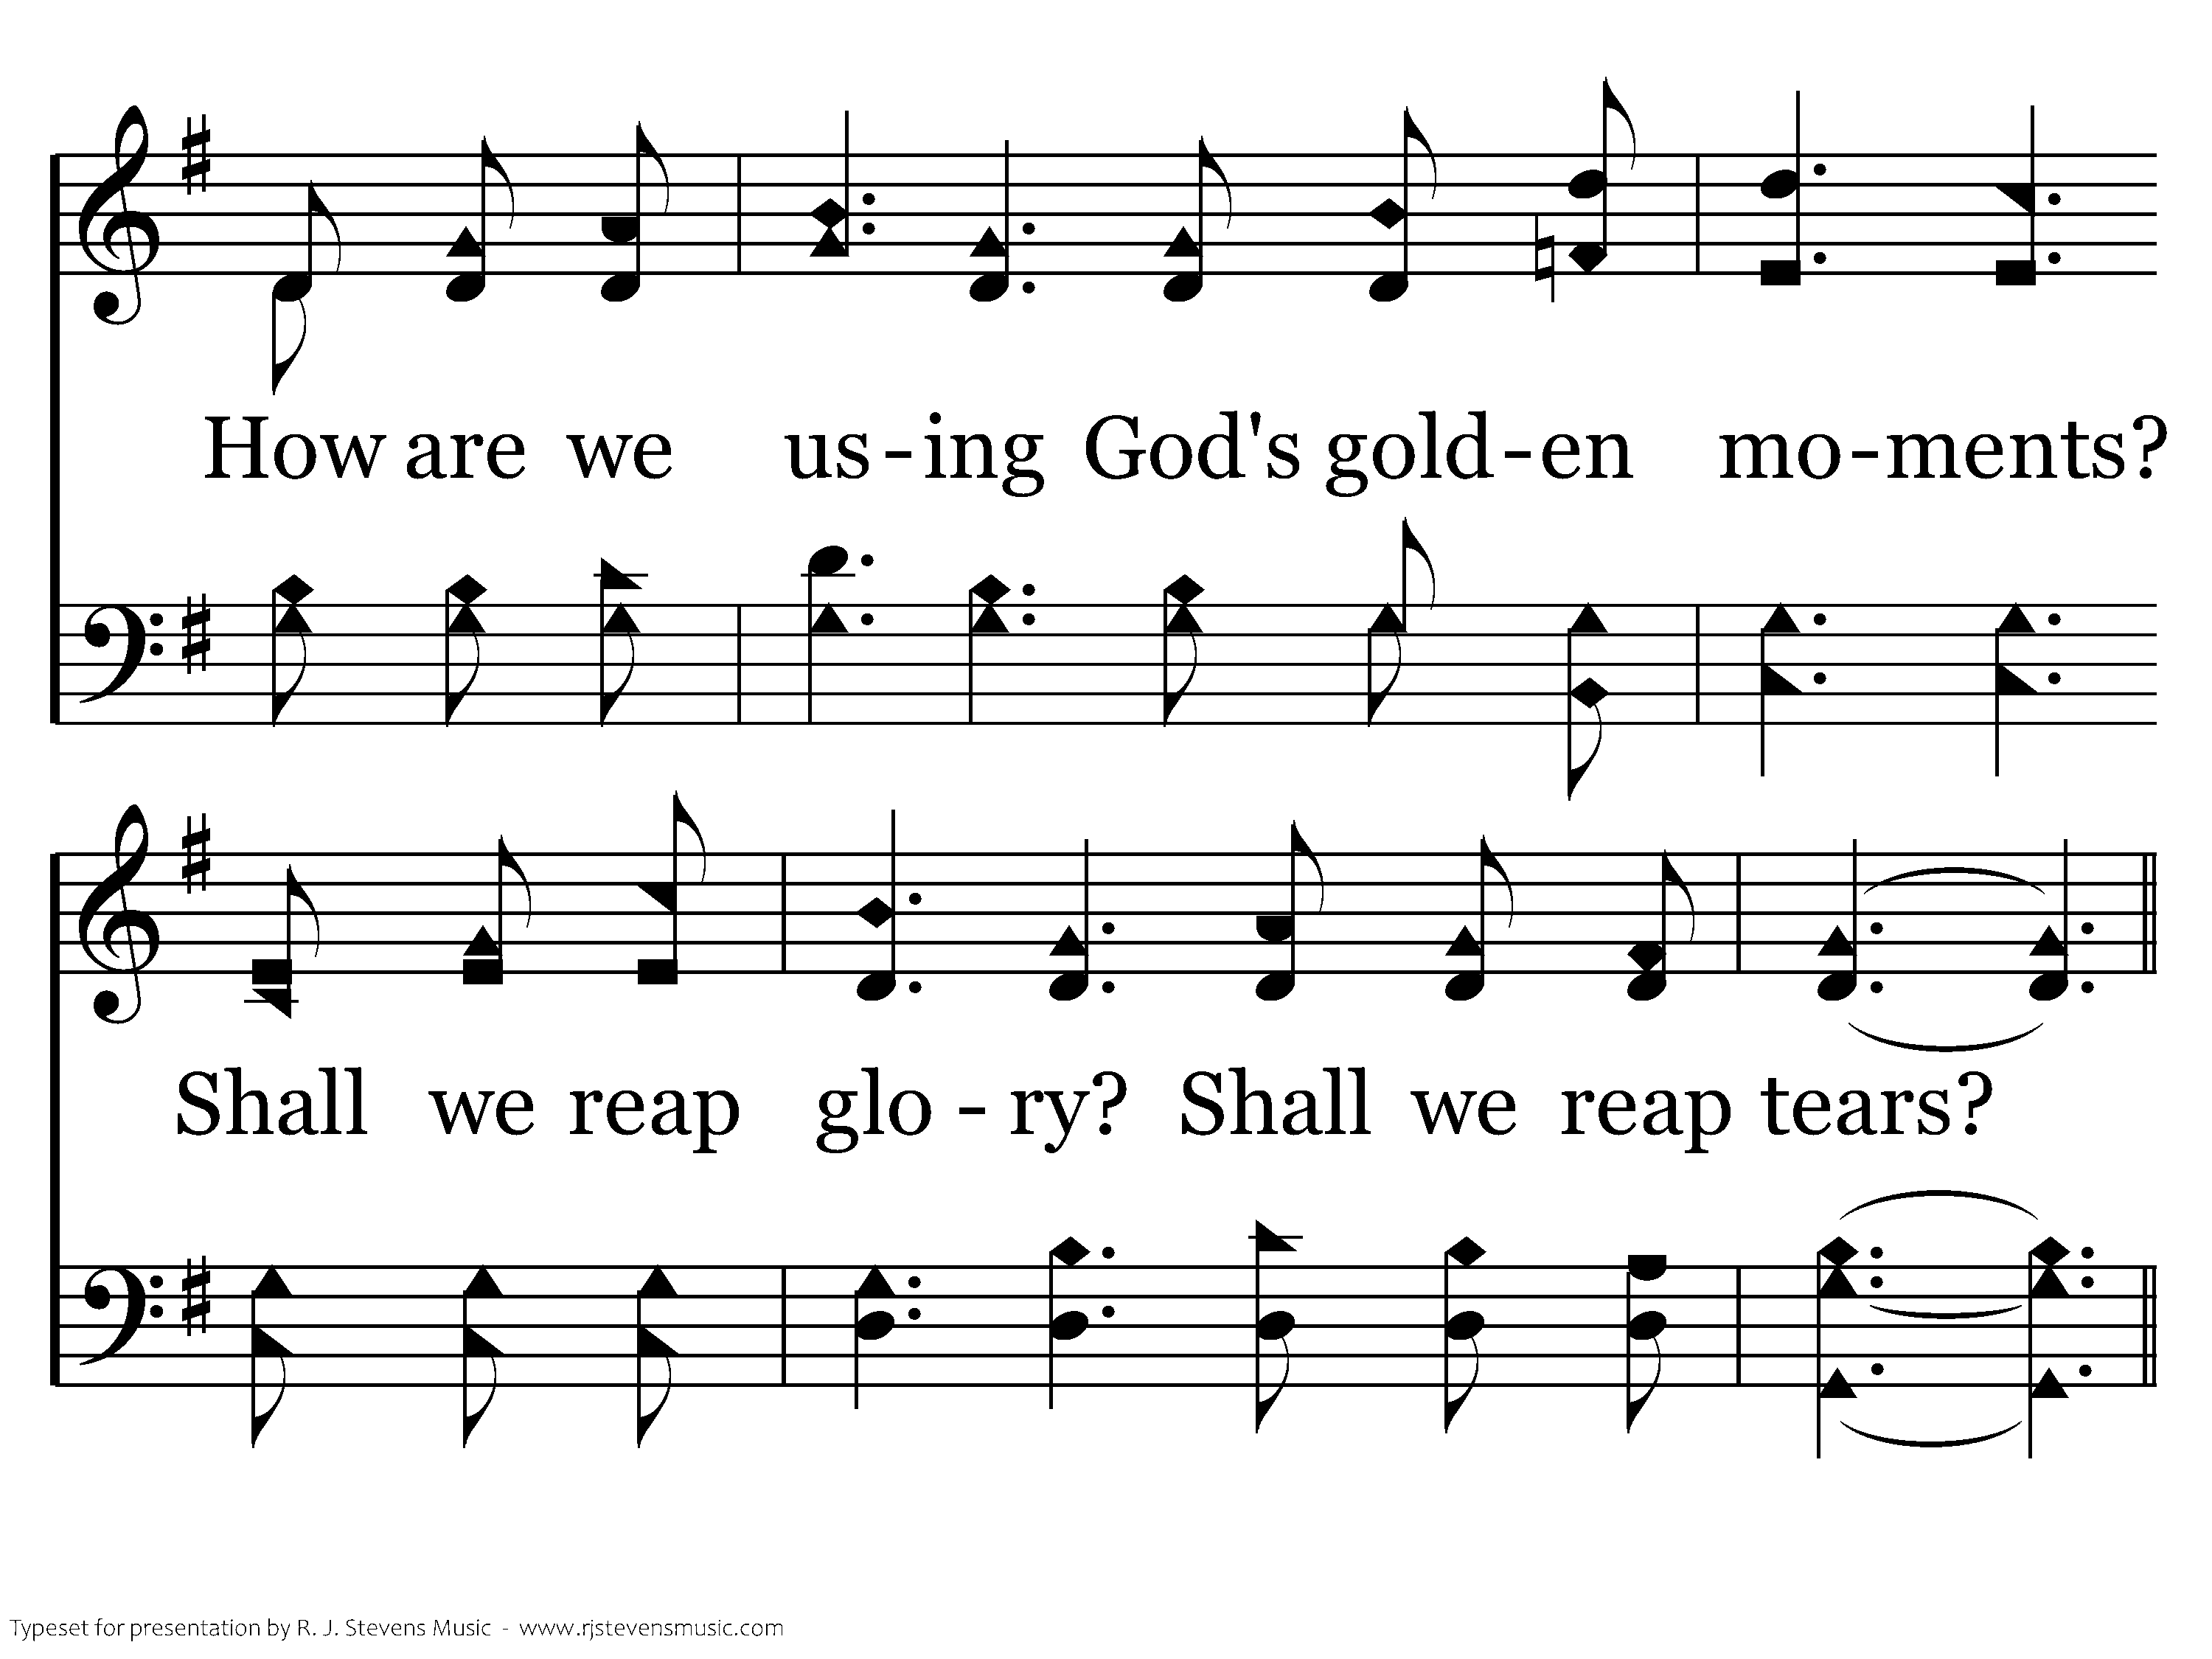 How are we us-ing God's gold-en mo-ments?
Shall we reap glo - ry? Shall we reap tears?
Typeset for presentation by R. J. Stevens Music - www.rjstevensmusic.com